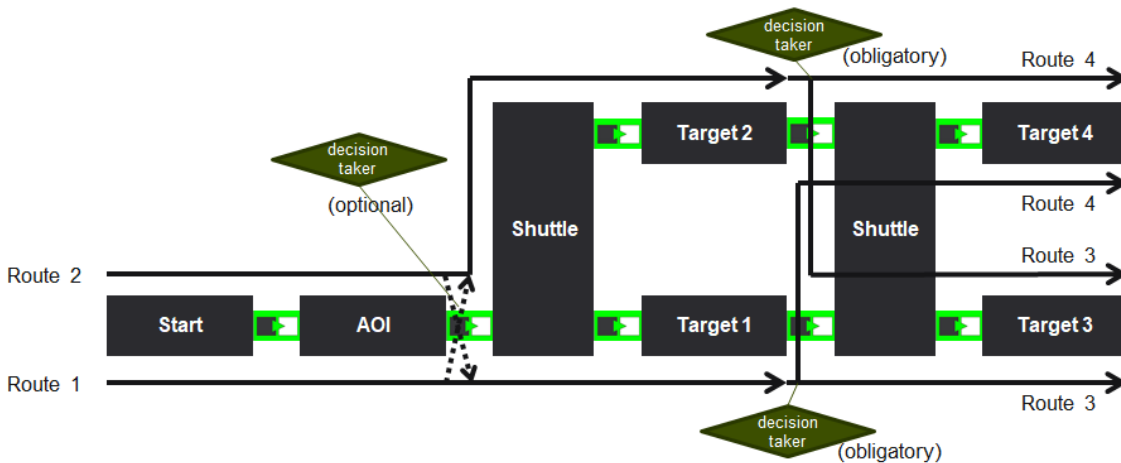 decision
taker
(obligatory)
Route 4
Target 2
Target 4
decision
taker
(optional)
Route 4
Shuttle
Shuttle
Route 3
Route 2
Start
AOI
Target 1
Target 3
Route 1
Route 3
decision
taker
(obligatory)